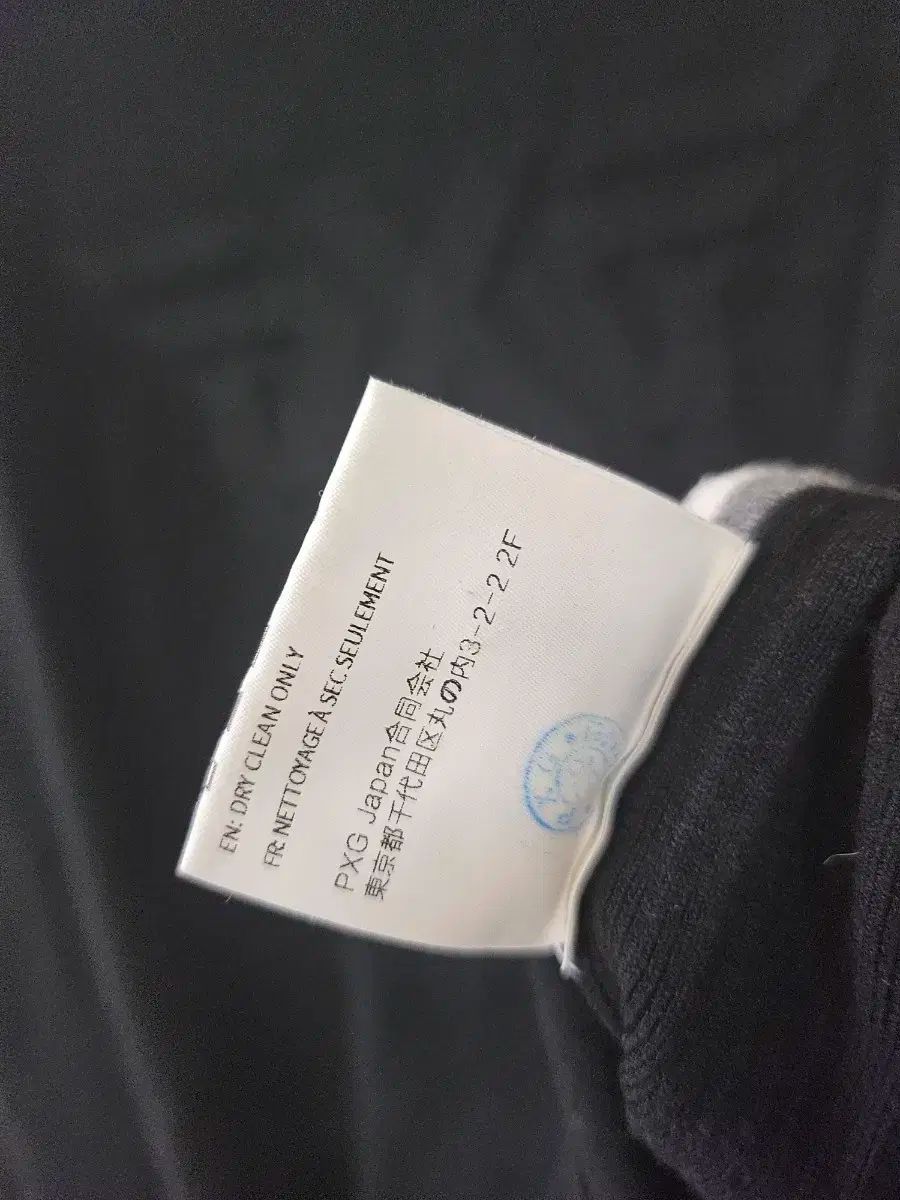 EN: DRY CLEAN ONLY
FR: NETTOYAGE À SEC SEULEMENT
PXG Japan合同会社
東京都千代田区丸の内3-2-2 2F